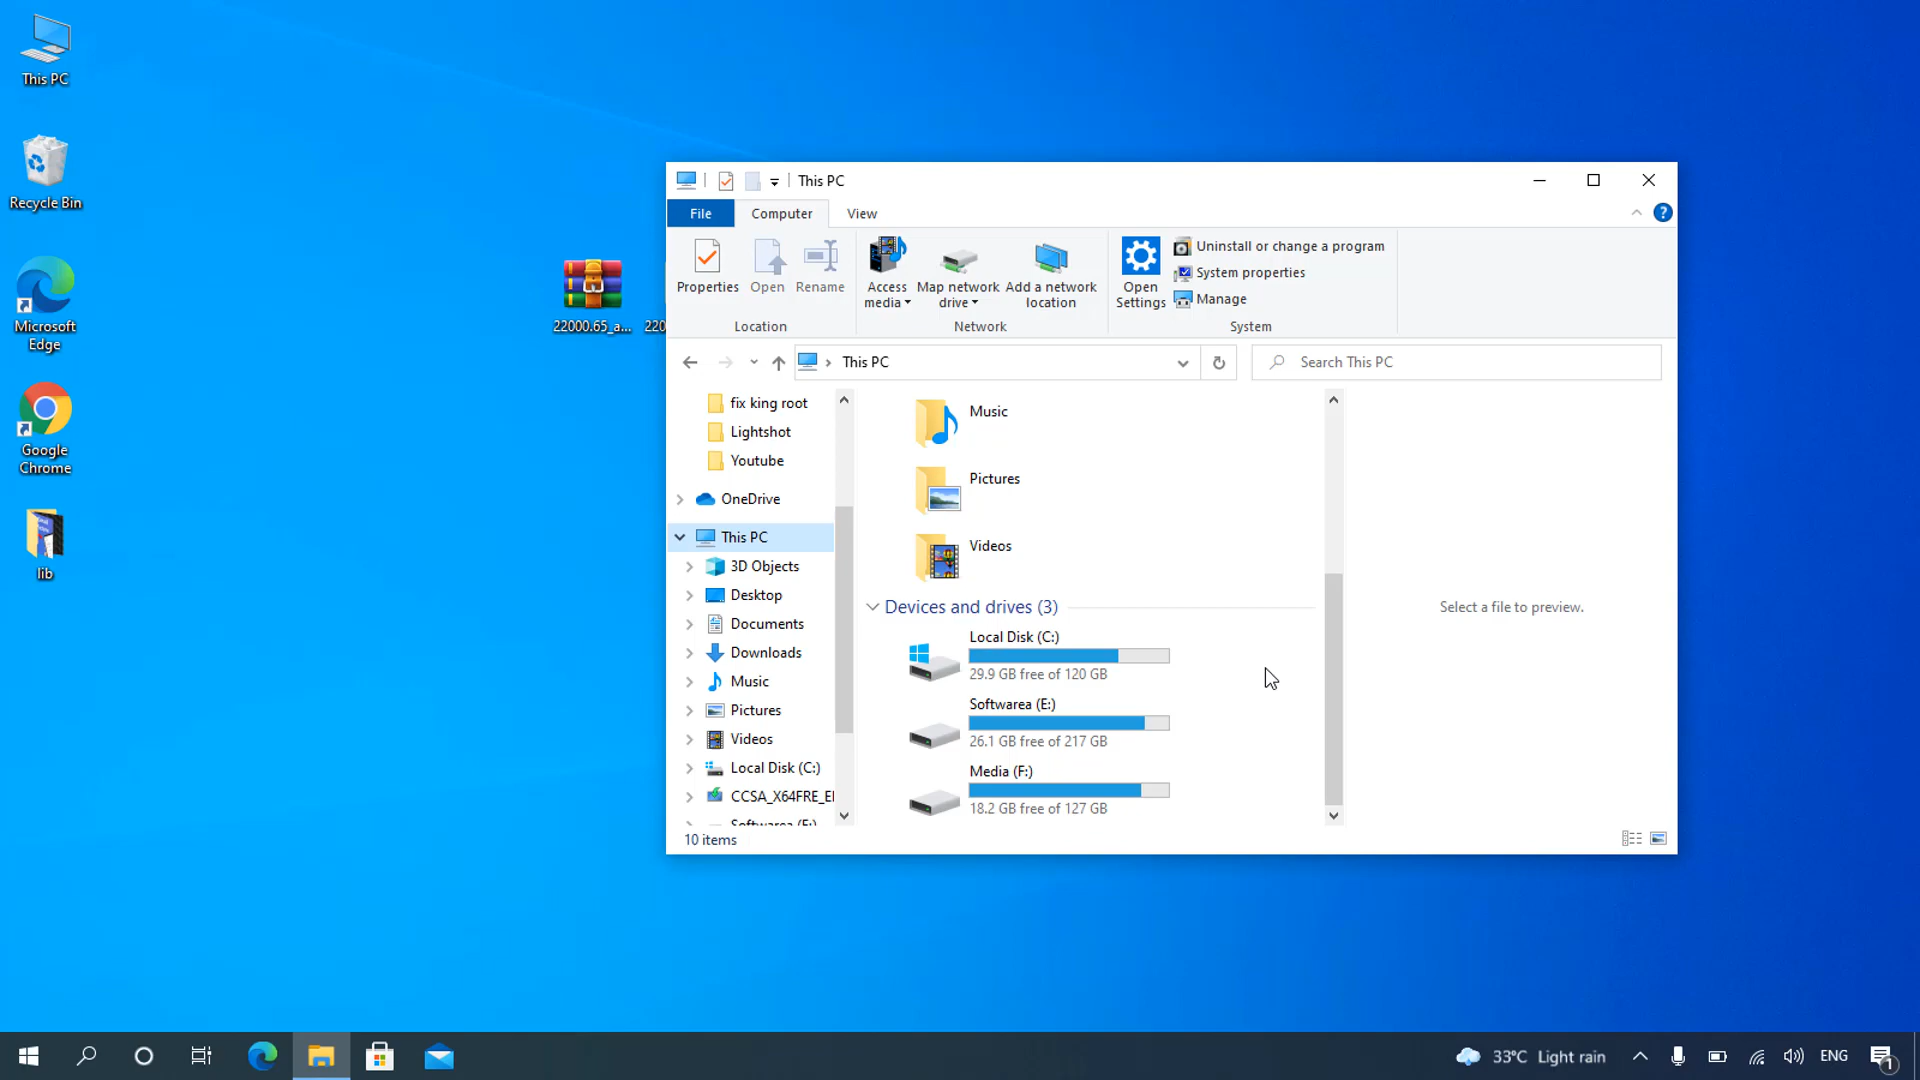 This PC
Recycle Bin
Microsoft
Edge
Google
Chrome
lib
22000.65_a...
220
This PC
File
Computer
View
Properties
Open
Rename
Access
media
Map network
drive
Add a network
location
Open
Settings
Uninstall or change a program
System properties
Manage
Location
Network
System
This PC
Search This PC
fix king root
Lightshot
Youtube
OneDrive
This PC
3D Objects
Desktop
Documents
Downloads
Music
Pictures
Videos
Local Disk (C:)
CCSA_X64FRE_E
Softwarea (E:)
Music
Pictures
Videos
Devices and drives (3)
Local Disk (C:)
29.9 GB free of 120 GB
Softwarea (E:)
26.1 GB free of 217 GB
Media (F:)
18.2 GB free of 127 GB
Select a file to preview.
10 items
33°C Light rain
ENG
1